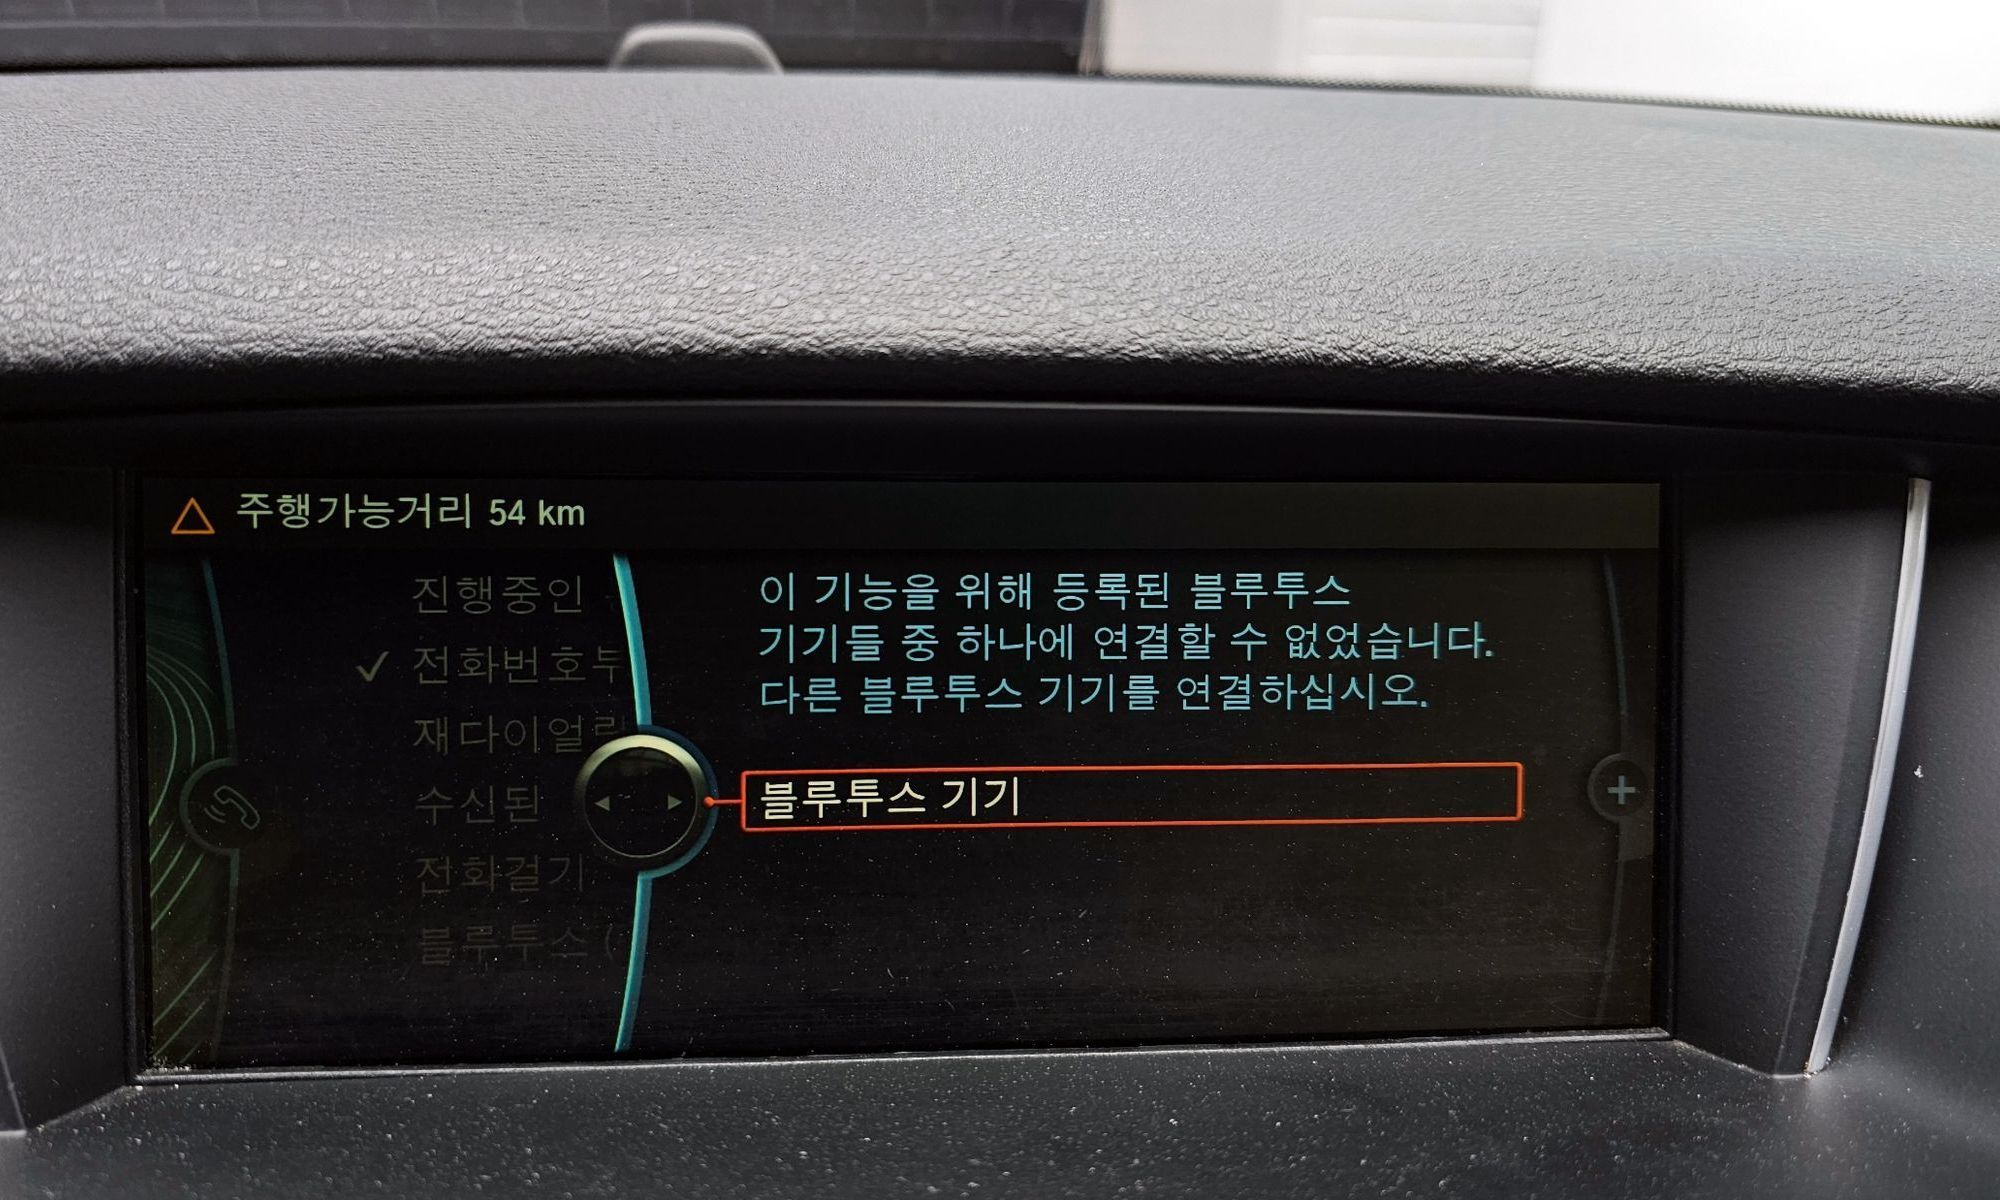 주행가능거리 54 km
진행중인
전화번호부
재다이얼
수신된
전화걸기
블루투스 (
이 기능을 위해 등록된 블루투스
기기들 중 하나에 연결할 수 없었습니다.
다른 블루투스 기기를 연결하십시오.
블루투스 기기